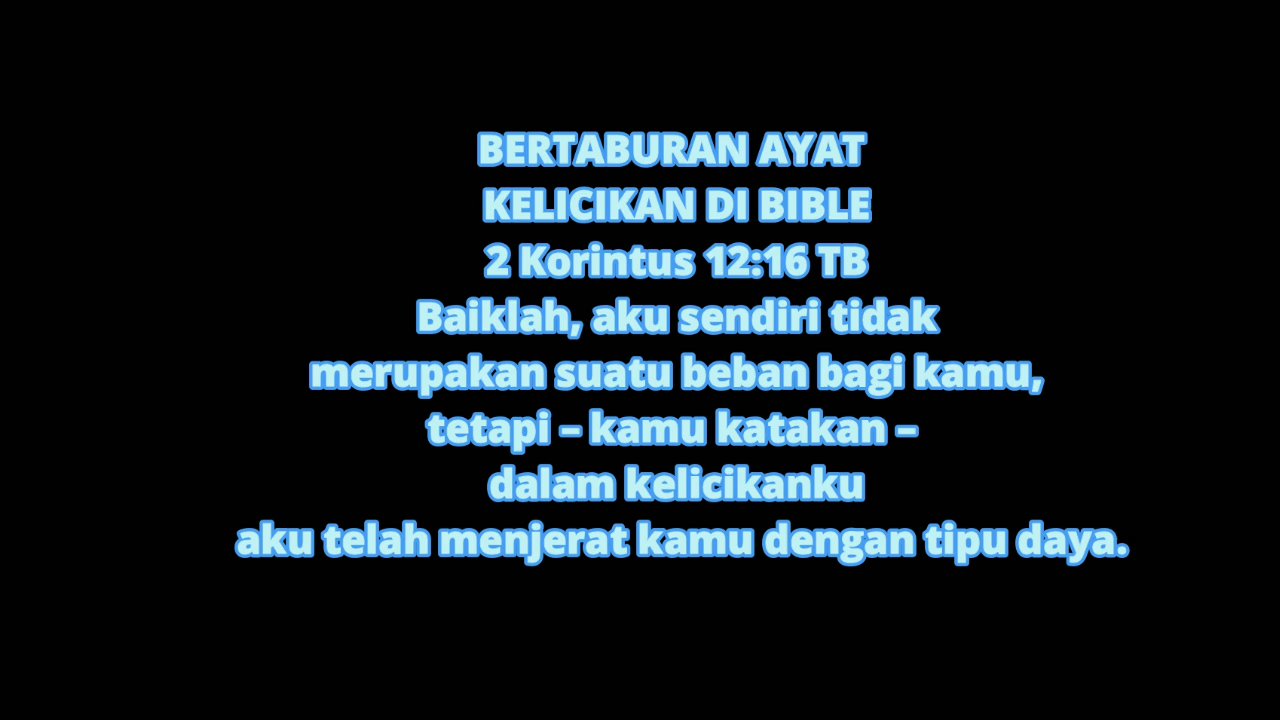 BERTABURAN AYAT
KELICIKAN DI BIBLE
2 Korintus 12:16 TB
Baiklah, aku sendiri tidak
merupakan suatu beban bagi kamu,
tetapi – kamu katakan –
dalam kelicikanku
aku telah menjerat kamu dengan tipu daya.